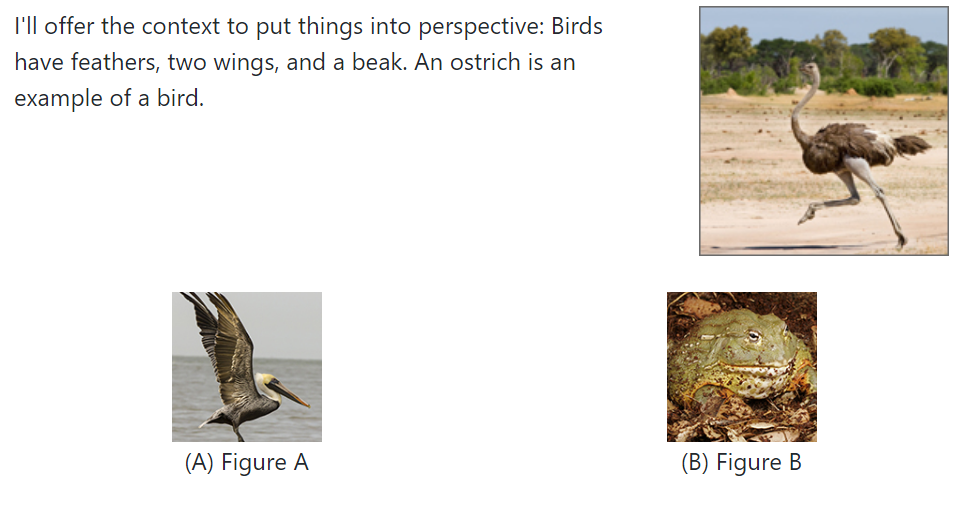 I'll offer the context to put things into perspective: Birds
have feathers, two wings, and a beak. An ostrich is an
example of a bird.
(A) Figure A
(B) Figure B